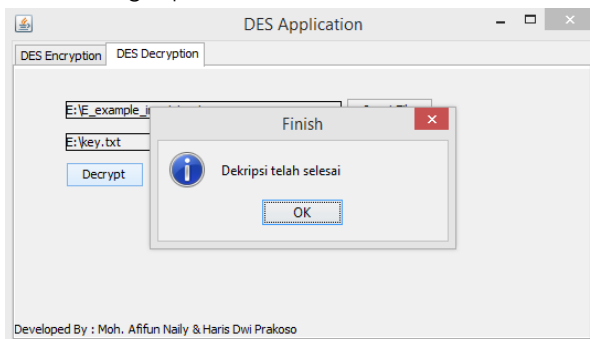 DES Application
DES Encryption DES Decryption
E:\E_example_i
E:\key.txt
Decrypt
Finish
Dekripsi telah selesai
OK
Developed By : Moh. Afifun Naily & Haris Dwi Prakoso